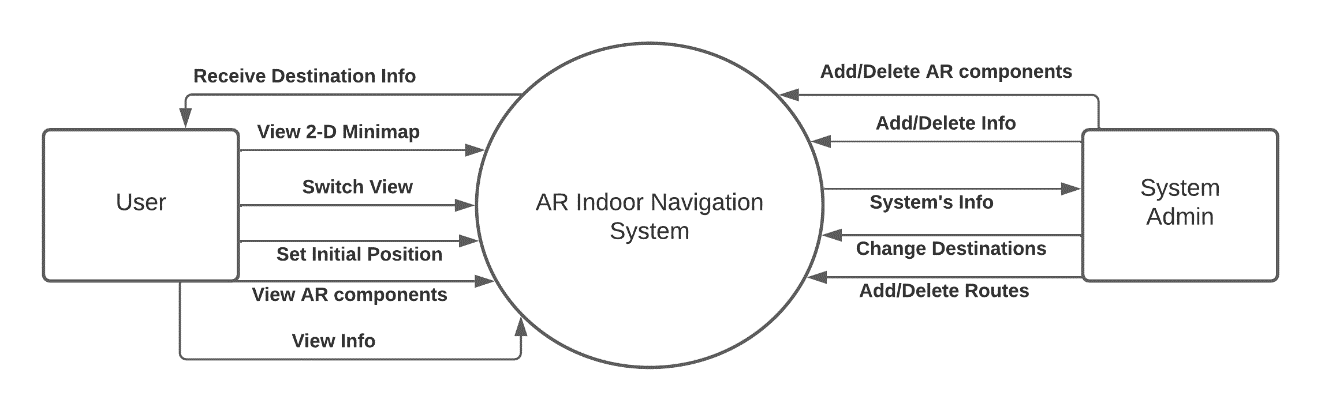 Receive Destination Info
View 2-D Minimap
Switch View
Set Initial Position
View AR components
View Info
User
AR Indoor Navigation
System
Add/Delete AR components
Add/Delete Info
System's Info
Change Destinations
Add/Delete Routes
System
Admin